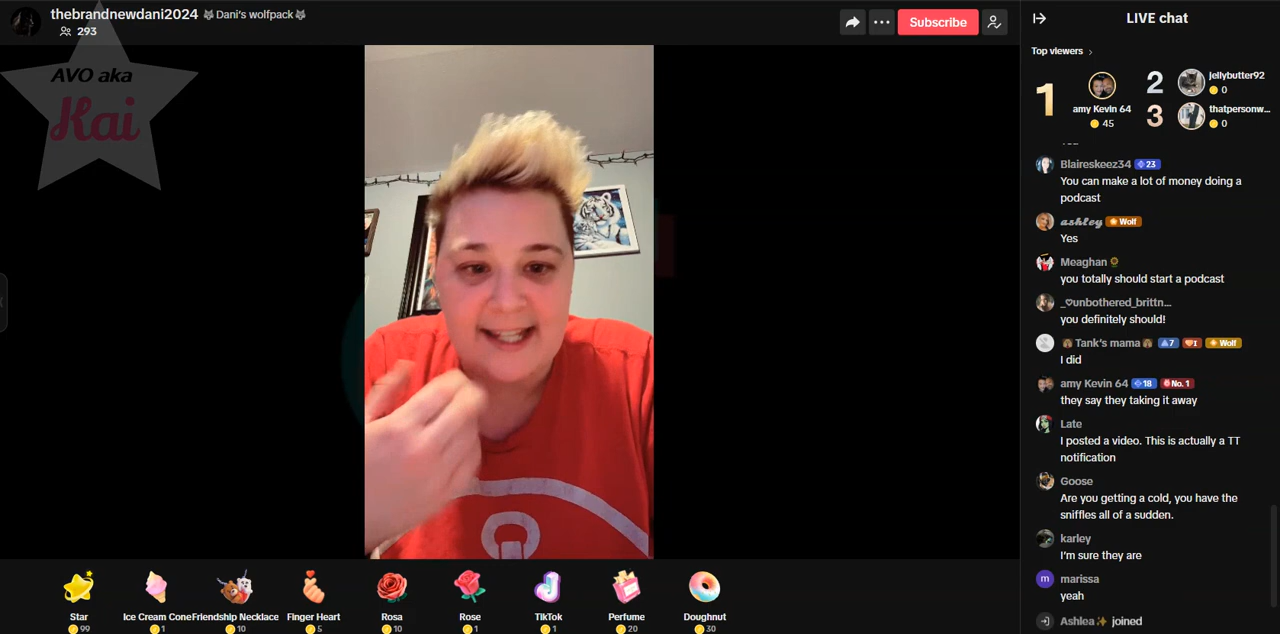 thebrandnewdani2024 🐺Dani's wolfpack🐺
293
Subscribe
AVO aka
Kai
LIVE chat
Top viewers >
1
amy Kevin 64
45
2
jellybutter92
0
3
thatpersonw...
0
Blaireskeez34 23
You can make a lot of money doing a
podcast
𝓪𝓼𝓱𝓵𝓮𝔂 Wolf
Yes
Meaghan🌻
you totally should start a podcast
_♡unbothered_brittn...
you definitely should!
Tank's mama 7 I Wolf
I did
amy Kevin 64 18 No. 1
they say they taking it away
Late
I posted a video. This is actually a TT
notification
Goose
Are you getting a cold, you have the
sniffles all of a sudden.
karley
I'm sure they are
m marissa
yeah
Ashlea✨ joined
Star
99
Ice Cream Cone
1
Friendship Necklace
10
Finger Heart
5
Rosa
10
Rose
1
TikTok
1
Perfume
20
Doughnut
30